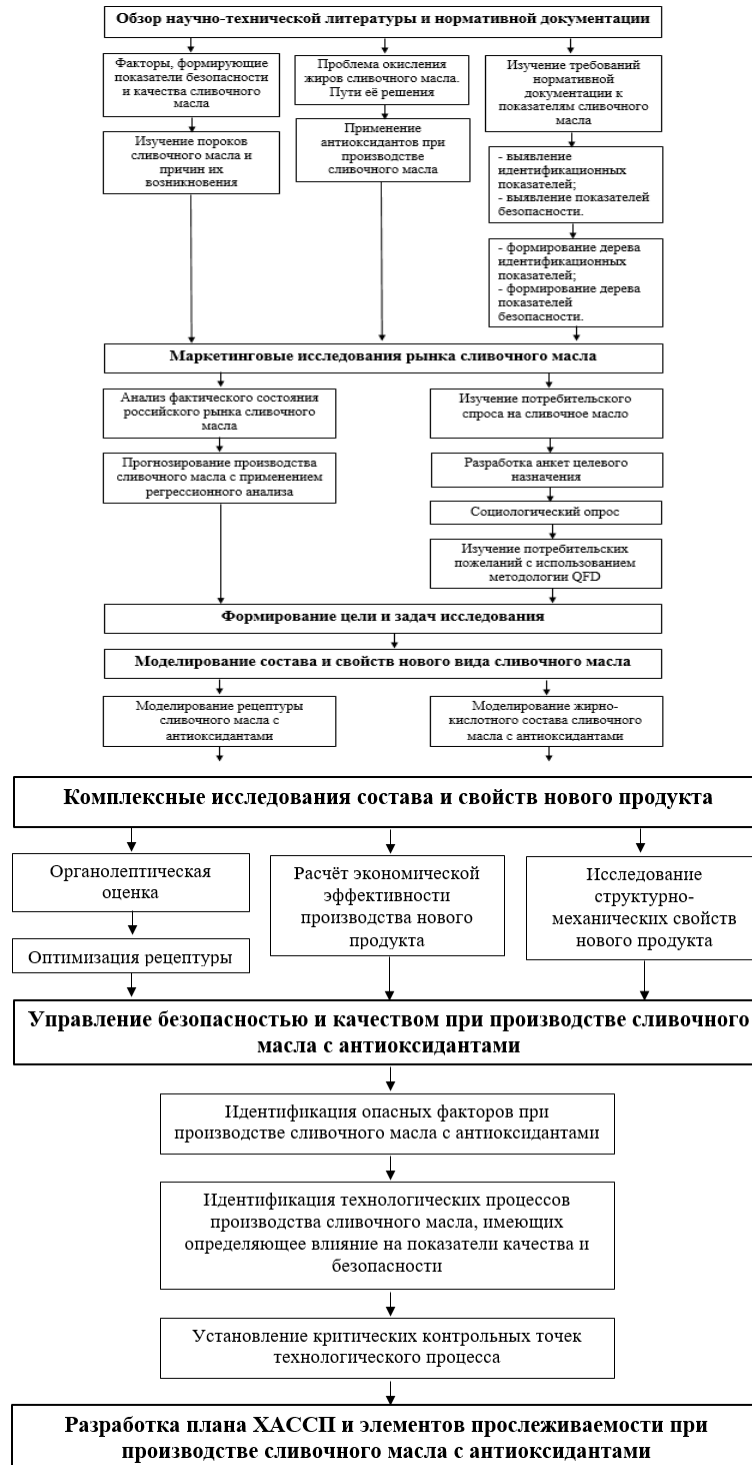 Обзор научно-технической литературы и нормативной документации
Факторы, формирующие
показатели безопасности
и качества сливочного
масла
Проблема окисления
жиров сливочного масла.
Пути её решения
Изучение требований
нормативной
документации к
показателям сливочного
масла
Изучение пороков
сливочного масла и
причин их
возникновения
Применение
антиоксидантов при
производстве
сливочного масла
- выявление
идентификационных
показателей;
- выявление показателей
безопасности.
- формирование дерева
идентификационных
показателей;
- формирование дерева
показателей
безопасности.
Маркетинговые исследования рынка сливочного масла
Анализ фактического состояния
российского рынка сливочного
масла
Изучение потребительского
спроса на сливочное масло
Прогнозирование производства
сливочного масла с применением
регрессионного анализа
Разработка анкет целевого
назначения
Социологический опрос
Изучение потребительских
пожеланий с использованием
методологии QFD
Формирование цели и задач исследования
Моделирование состава и свойств нового вида сливочного масла
Моделирование рецептуры
сливочного масла с
антиоксидантами
Моделирование жирно-
кислотного состава сливочного
масла с антиоксидантами
Комплексные исследования состава и свойств нового продукта
Органолептическая
оценка
Расчёт экономической
эффективности
производства нового
продукта
Исследование
структурно-
механических свойств
нового продукта
Оптимизация рецептуры
Управление безопасностью и качеством при производстве сливочного
масла с антиоксидантами
Идентификация опасных факторов при
производстве сливочного масла с антиоксидантами
Идентификация технологических процессов
производства сливочного масла, имеющих
определяющее влияние на показатели качества и
безопасности
Установление критических контрольных точек
технологического процесса
Разработка плана ХАССП и элементов прослеживаемости при
производстве сливочного масла с антиоксидантами